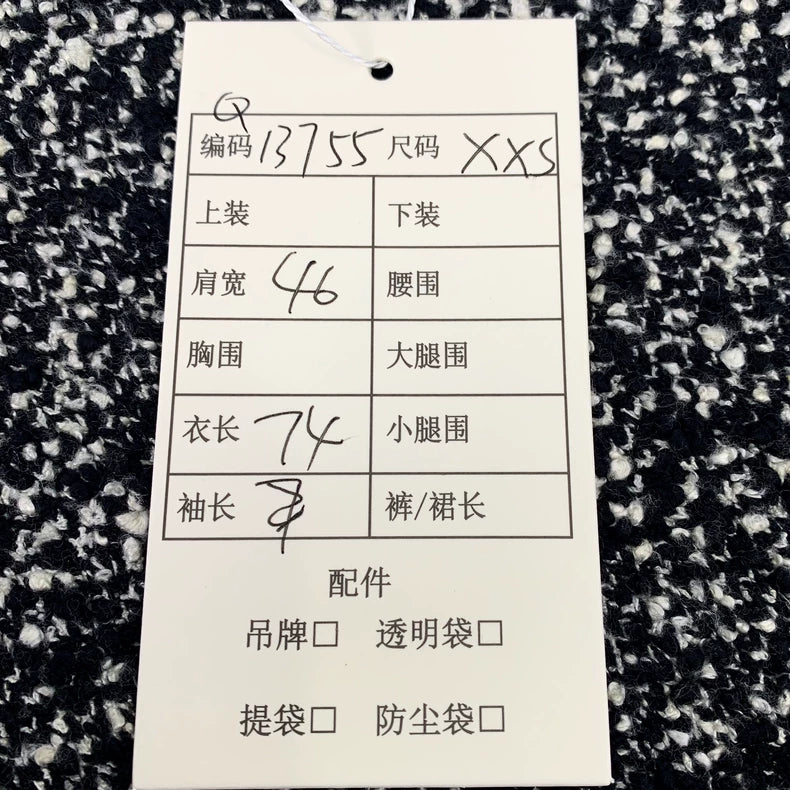 Q
编码 13755 尺码 XXS
上装 下装
肩宽 46 腰围
胸围 大腿围
衣长 74 小腿围
袖长 裤/裙长
配件
吊牌□ 透明袋□
提袋□ 防尘袋□